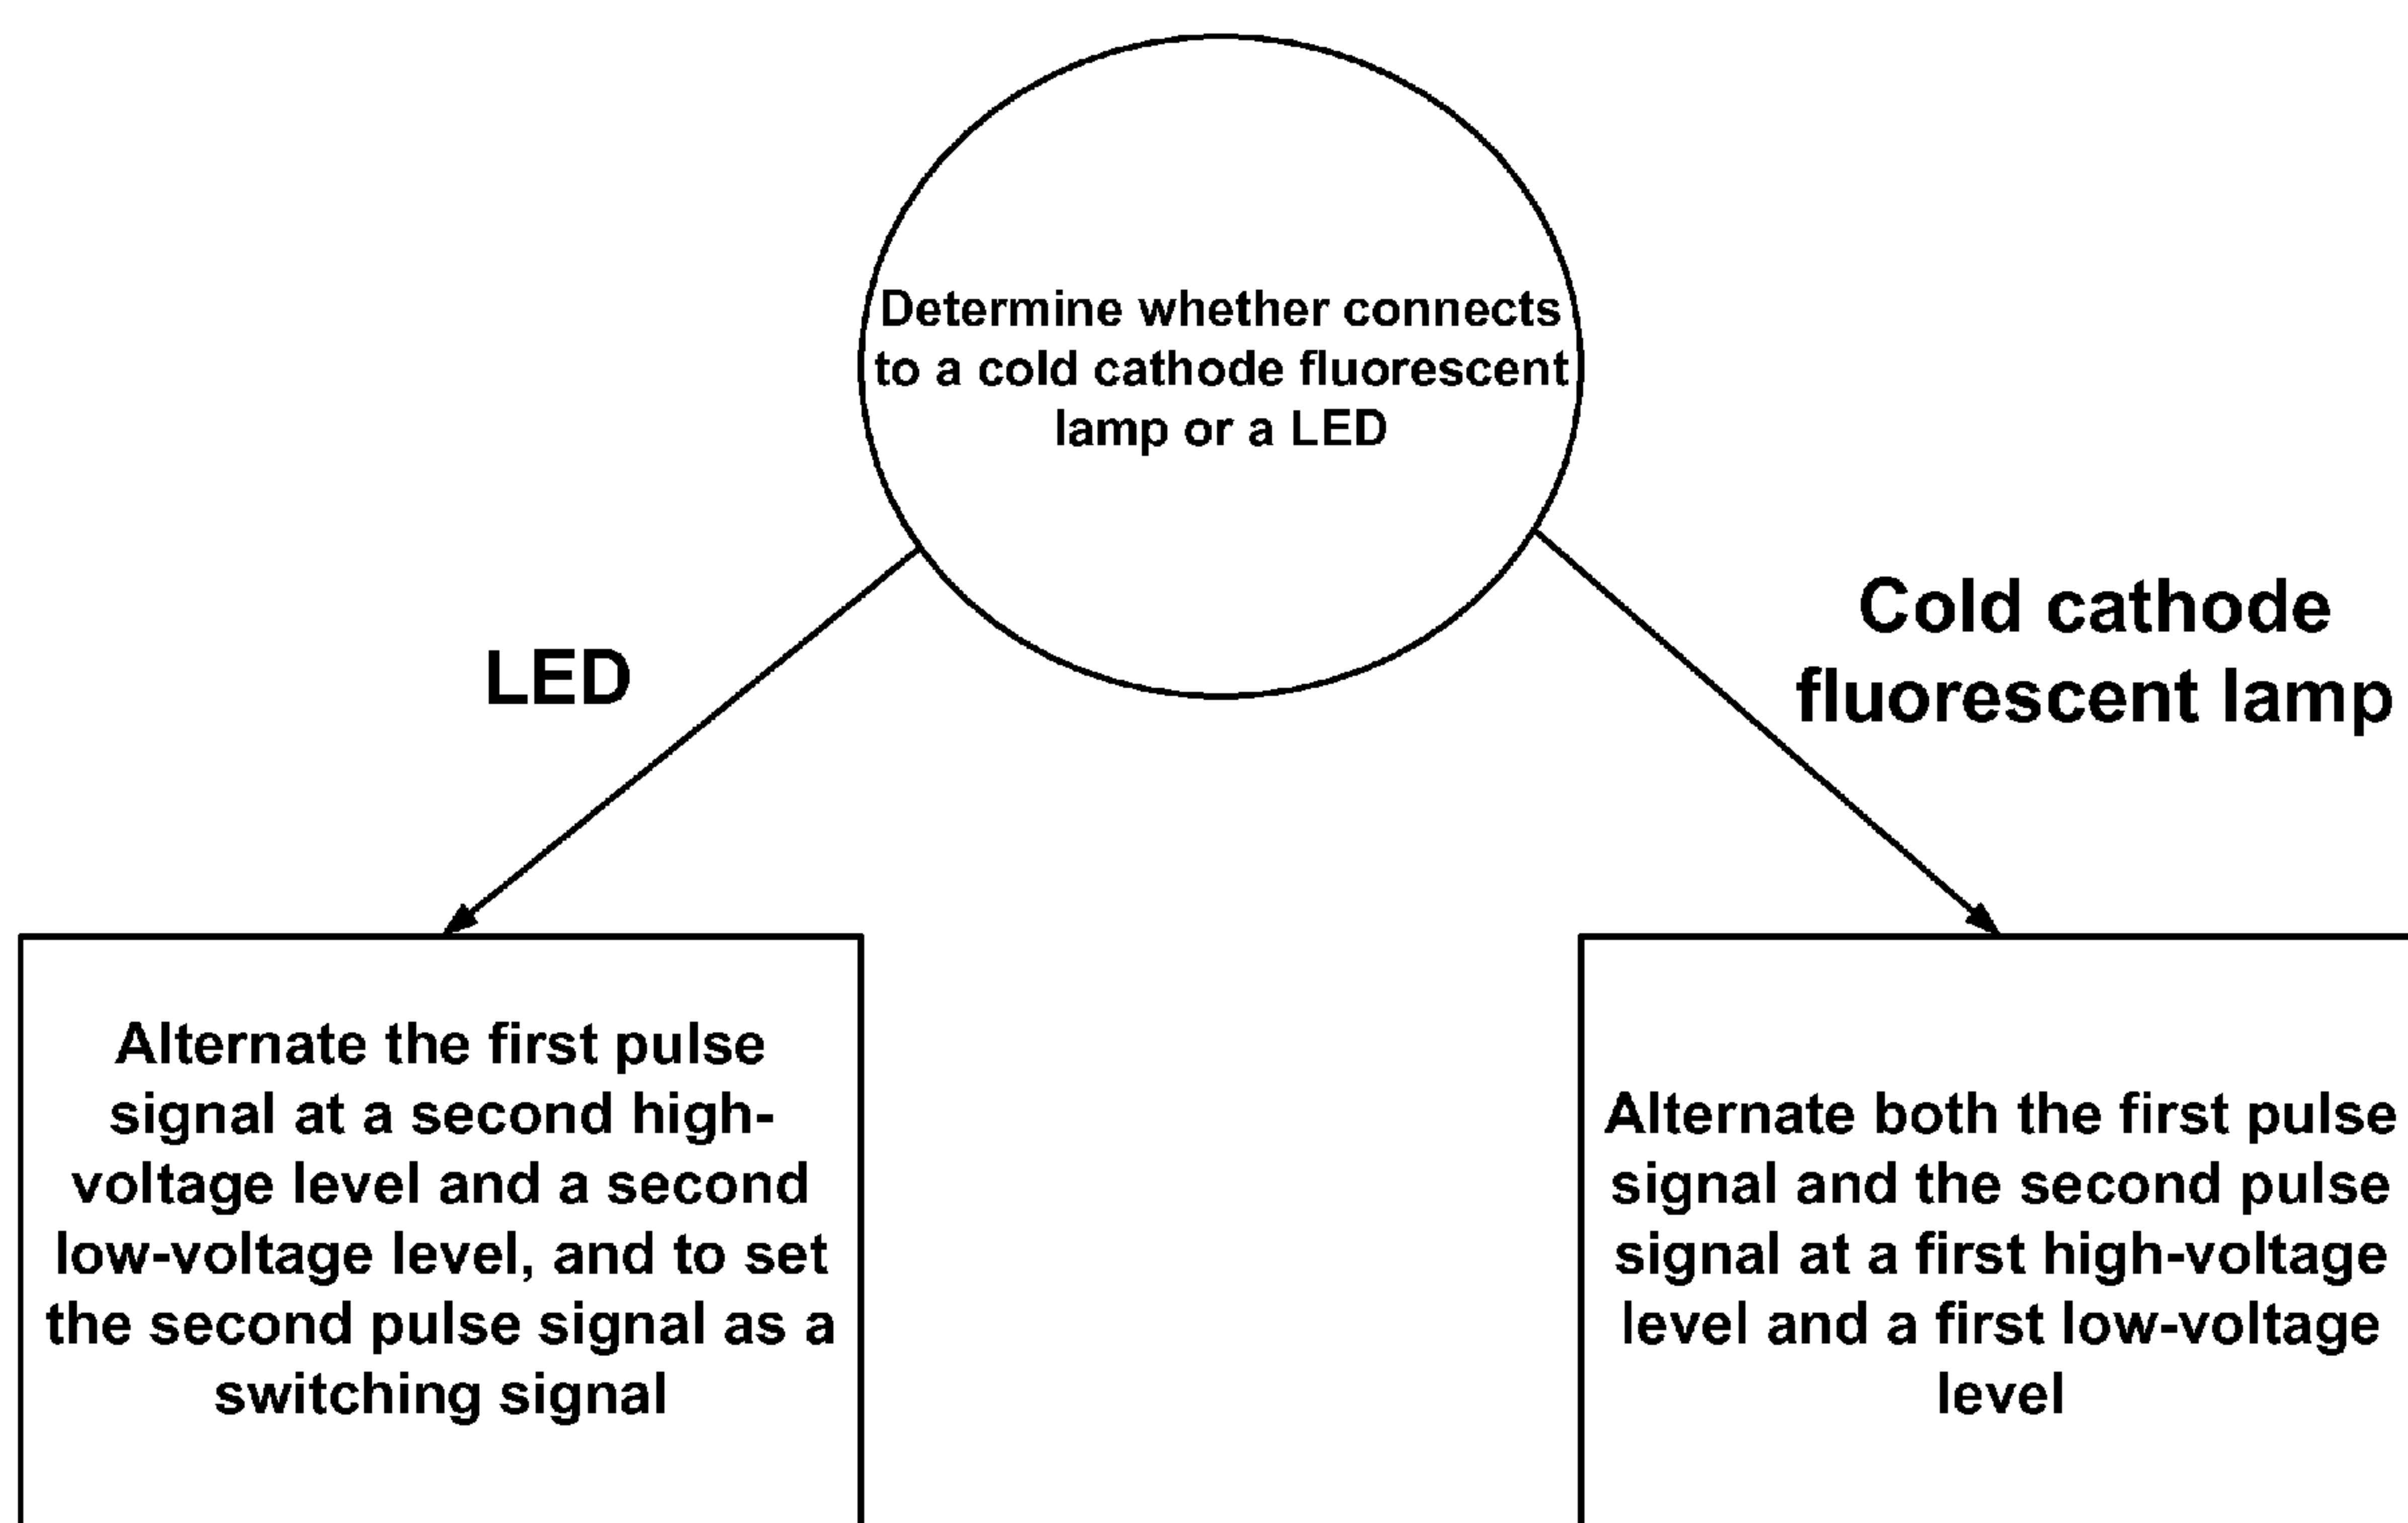 Determine whether connects
to a cold cathode fluorescent
lamp or a LED
LED
Cold cathode
fluorescent lamp
Alternate the first pulse
signal at a second high-
voltage level and a second
low-voltage level, and to set
the second pulse signal as a
switching signal
Alternate both the first pulse
signal and the second pulse
signal at a first high-voltage
level and a first low-voltage
level